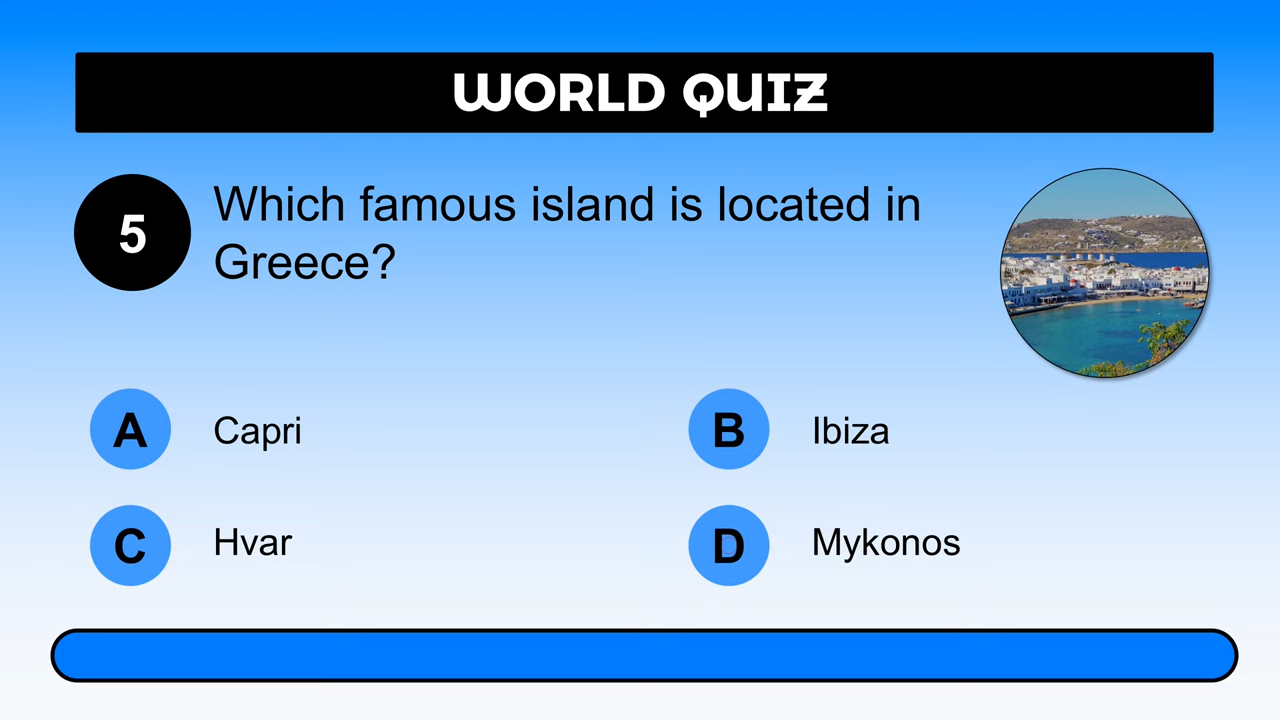 WORLD QUIZ
5
Which famous island is located in
Greece?
A Capri
B Ibiza
C Hvar
D Mykonos